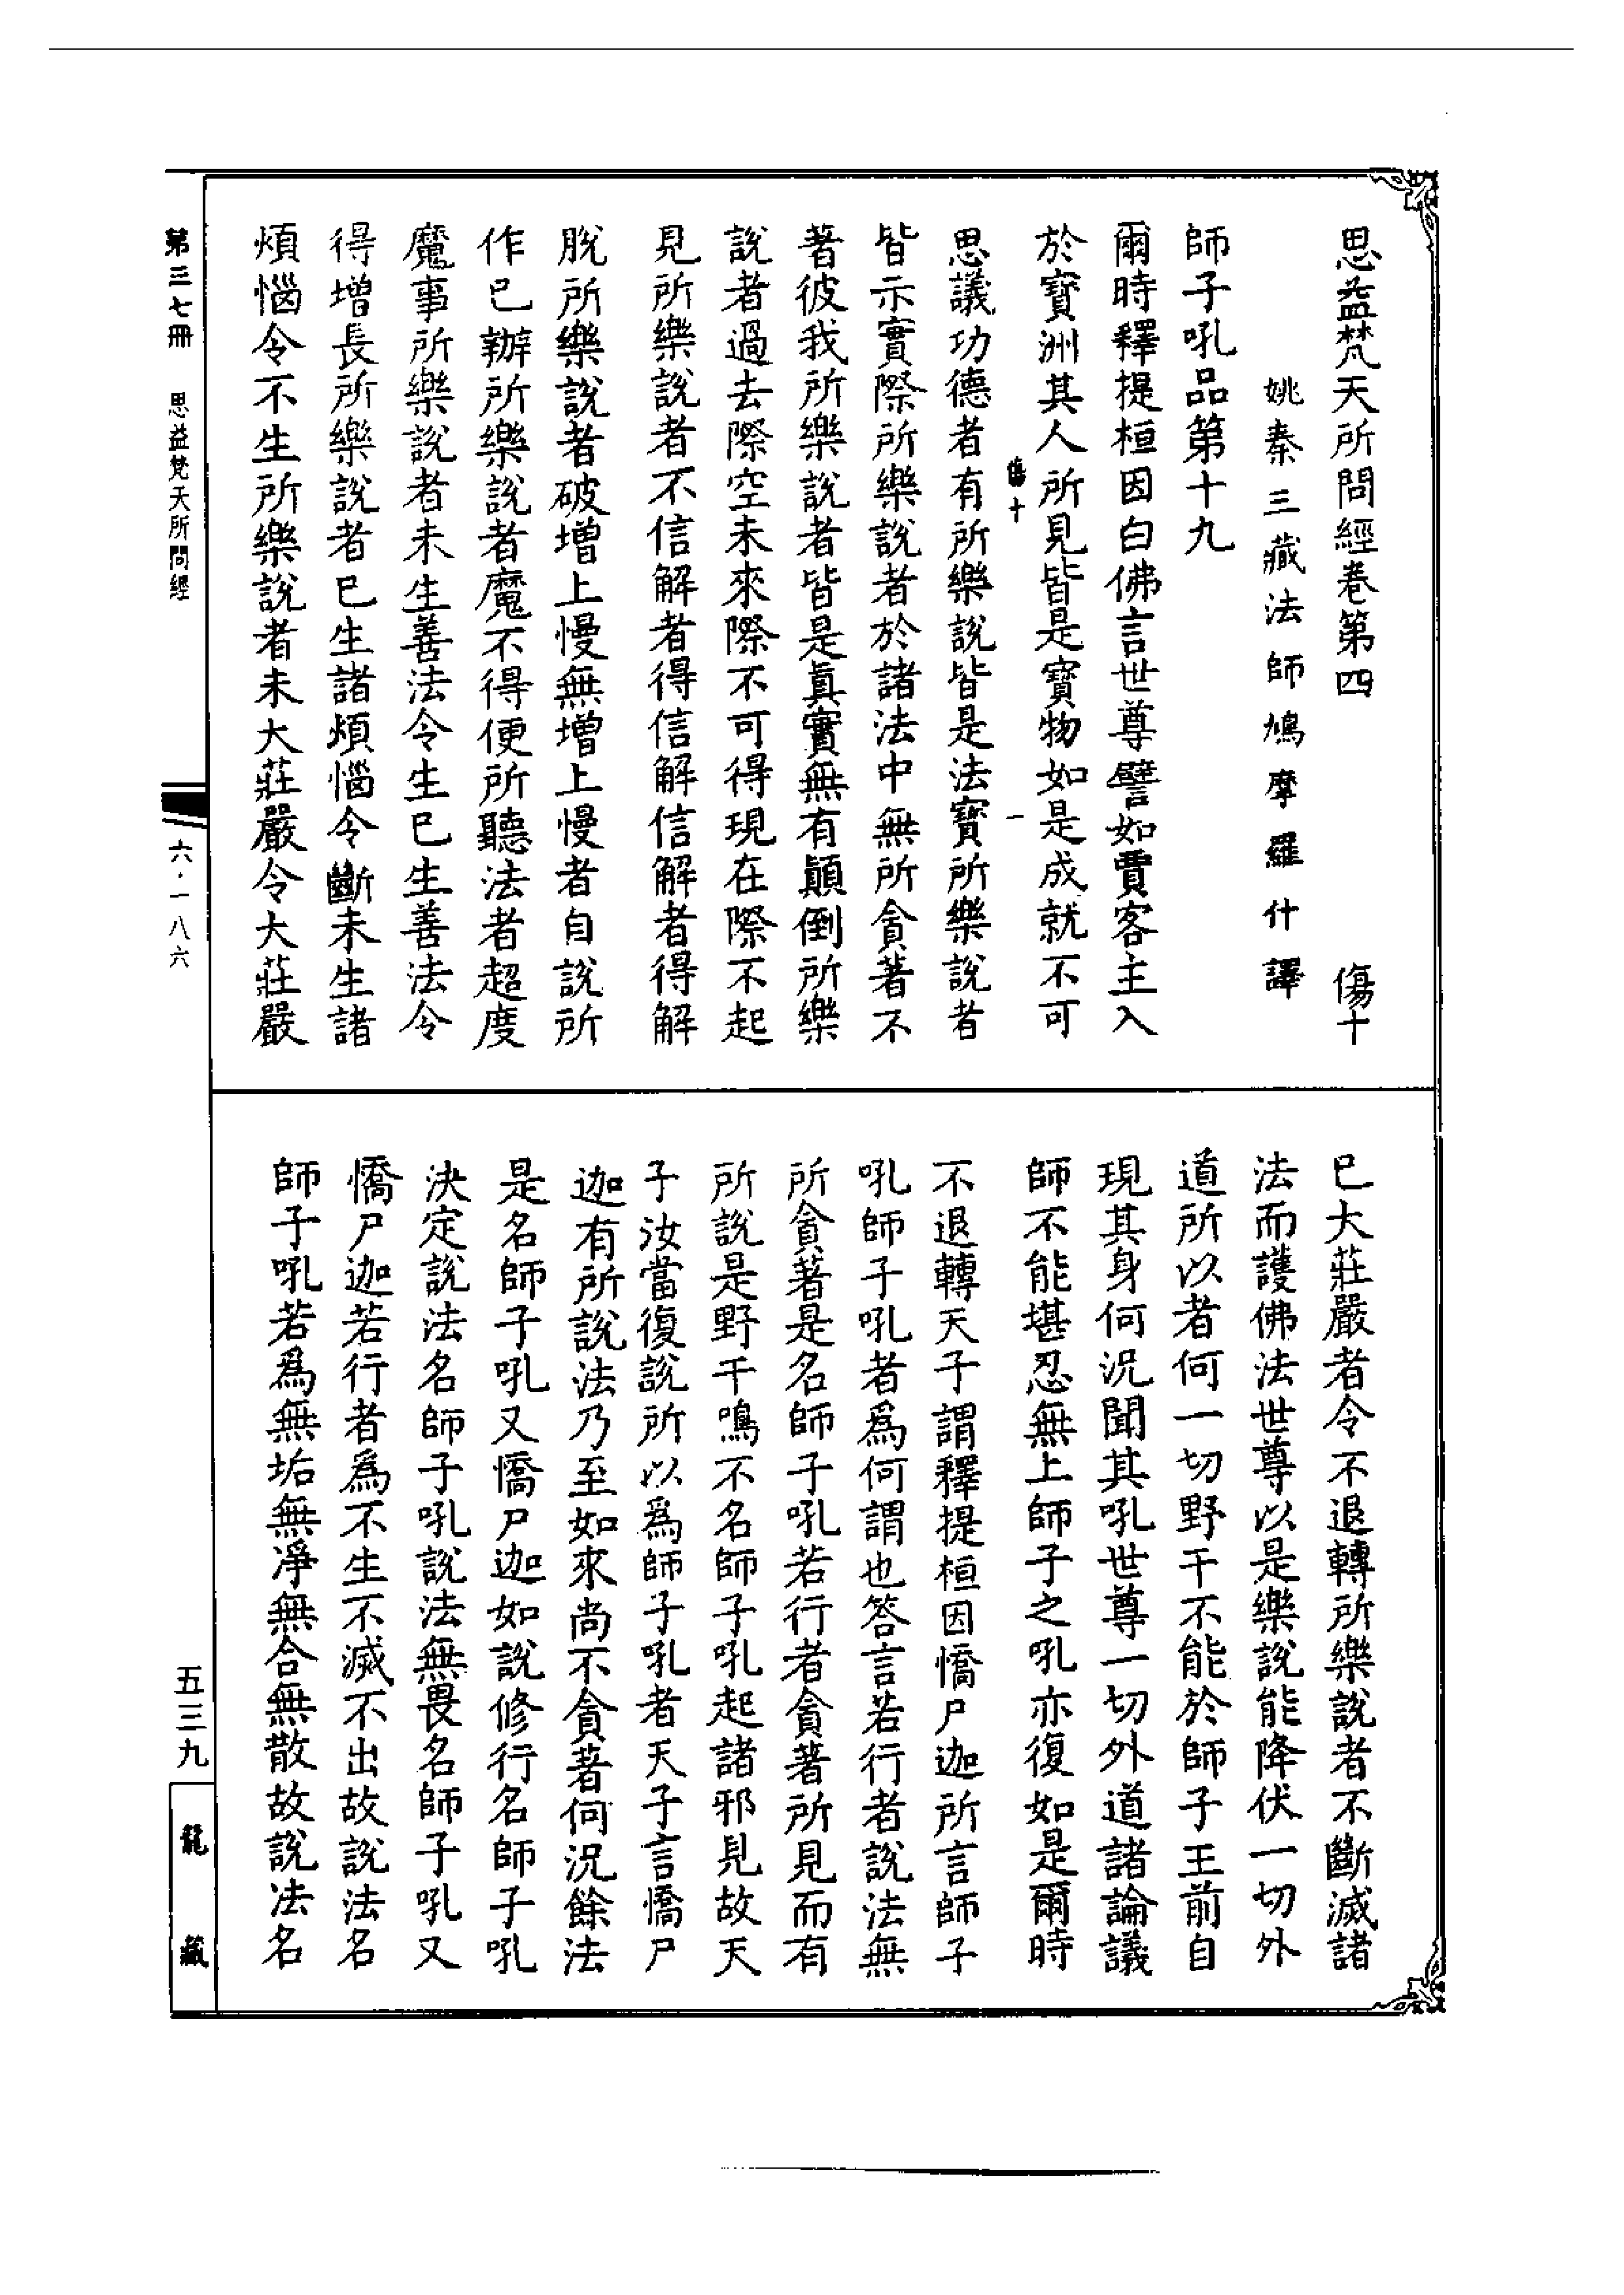 思益梵天所問經卷第四　傷十
姚秦三藏法師鳩摩羅什譯
師子吼品第十九
爾時釋提桓因白佛言世尊譬如賈客主入
於寶洲其人所見皆是寶物如是成就不可
傷十　一
思議功德者有所樂說皆是法寶所樂說者
皆示實際所樂說者於諸法中無所貪著不
著彼我所樂說者皆是眞實無有顚倒所樂
說者過去際空未來際不可得現在際不起
見所樂說者不信解者得信解信解者得解
脫所樂說者破增上慢無增上慢者自說所
作已辦所樂說者魔不得便所聽法者超度
魔事所樂說者未生善法令生已生善法令
得增長所樂說者已生諸煩惱令斷未生諸
煩惱令不生所樂說者未大莊嚴令大莊嚴
已大莊嚴者令不退轉所樂說者不斷滅諸
法而護佛法世尊以是樂說能降伏一切外
道所以者何一切野干不能於師子王前自
現其身何況聞其吼世尊一切外道諸論議
師不能堪忍無上師子之吼亦復如是爾時
不退轉天子謂釋提桓因憍尸迦所言師子
吼師子吼者爲何謂也答言若行者說法無
所貪著是名師子吼若行者貪著所見而有
所說是野干鳴不名師子吼起諸邪見故天
子汝當復說所以爲師子吼者天子言憍尸
迦有所說法乃至如來尚不貪著何況餘法
是名師子吼又憍尸迦如說修行名師子吼
決定說法名師子吼說法無畏名師子吼又
憍尸迦若行者爲不生不滅不出故說法名
師子吼若爲無垢無淨無合無散故說法名
第三七冊　思益梵天所問經
六·一八六
五三九
龍藏